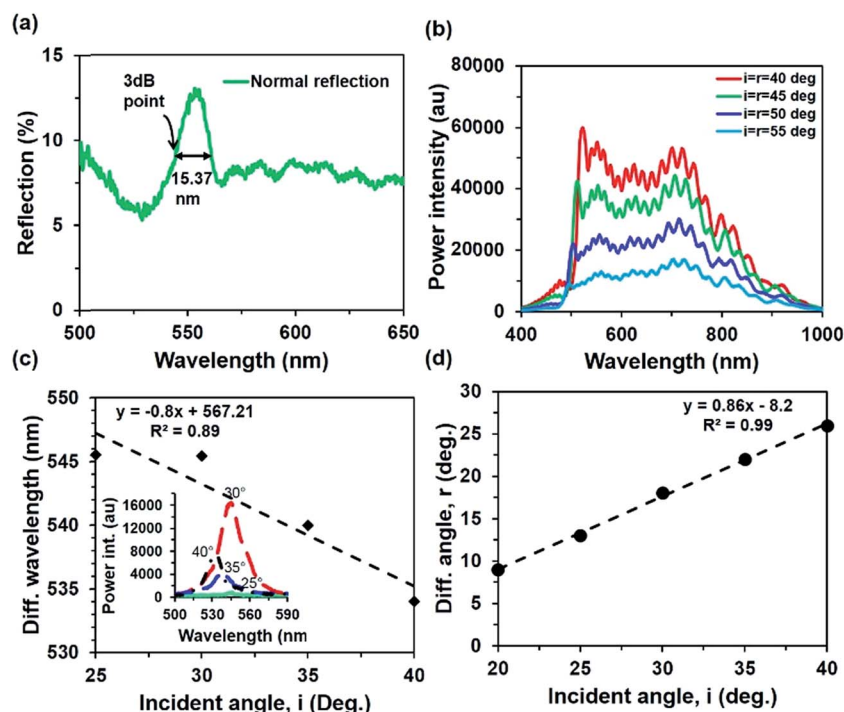 (a)
15
10
5
0
Reflection (%)
3dB
point
Normal reflection
15.37
nm
500
550
600
650
Wavelength (nm)
(b)
80000
60000
40000
20000
0
Power intensity (au)
i=r=40 deg
i=r=45 deg
i=r=50 deg
i=r=55 deg
400
600
800
1000
Wavelength (nm)
(c)
550
545
540
535
530
Diff. wavelength (nm)
y = -0.8x + 567.21
R² = 0.89
16000
12000
8000
4000
0
Power int. (au)
30°
40°
35°
25°
500
530
560
590
Wavelength (nm
25
30
35
40
Incident angle, i (Deg.)
(d)
30
25
20
15
10
5
0
Diff. angle, r (deg.)
y = 0.86x - 8.2
R² = 0.99
20
25
30
35
40
Incident angle, i (deg.)